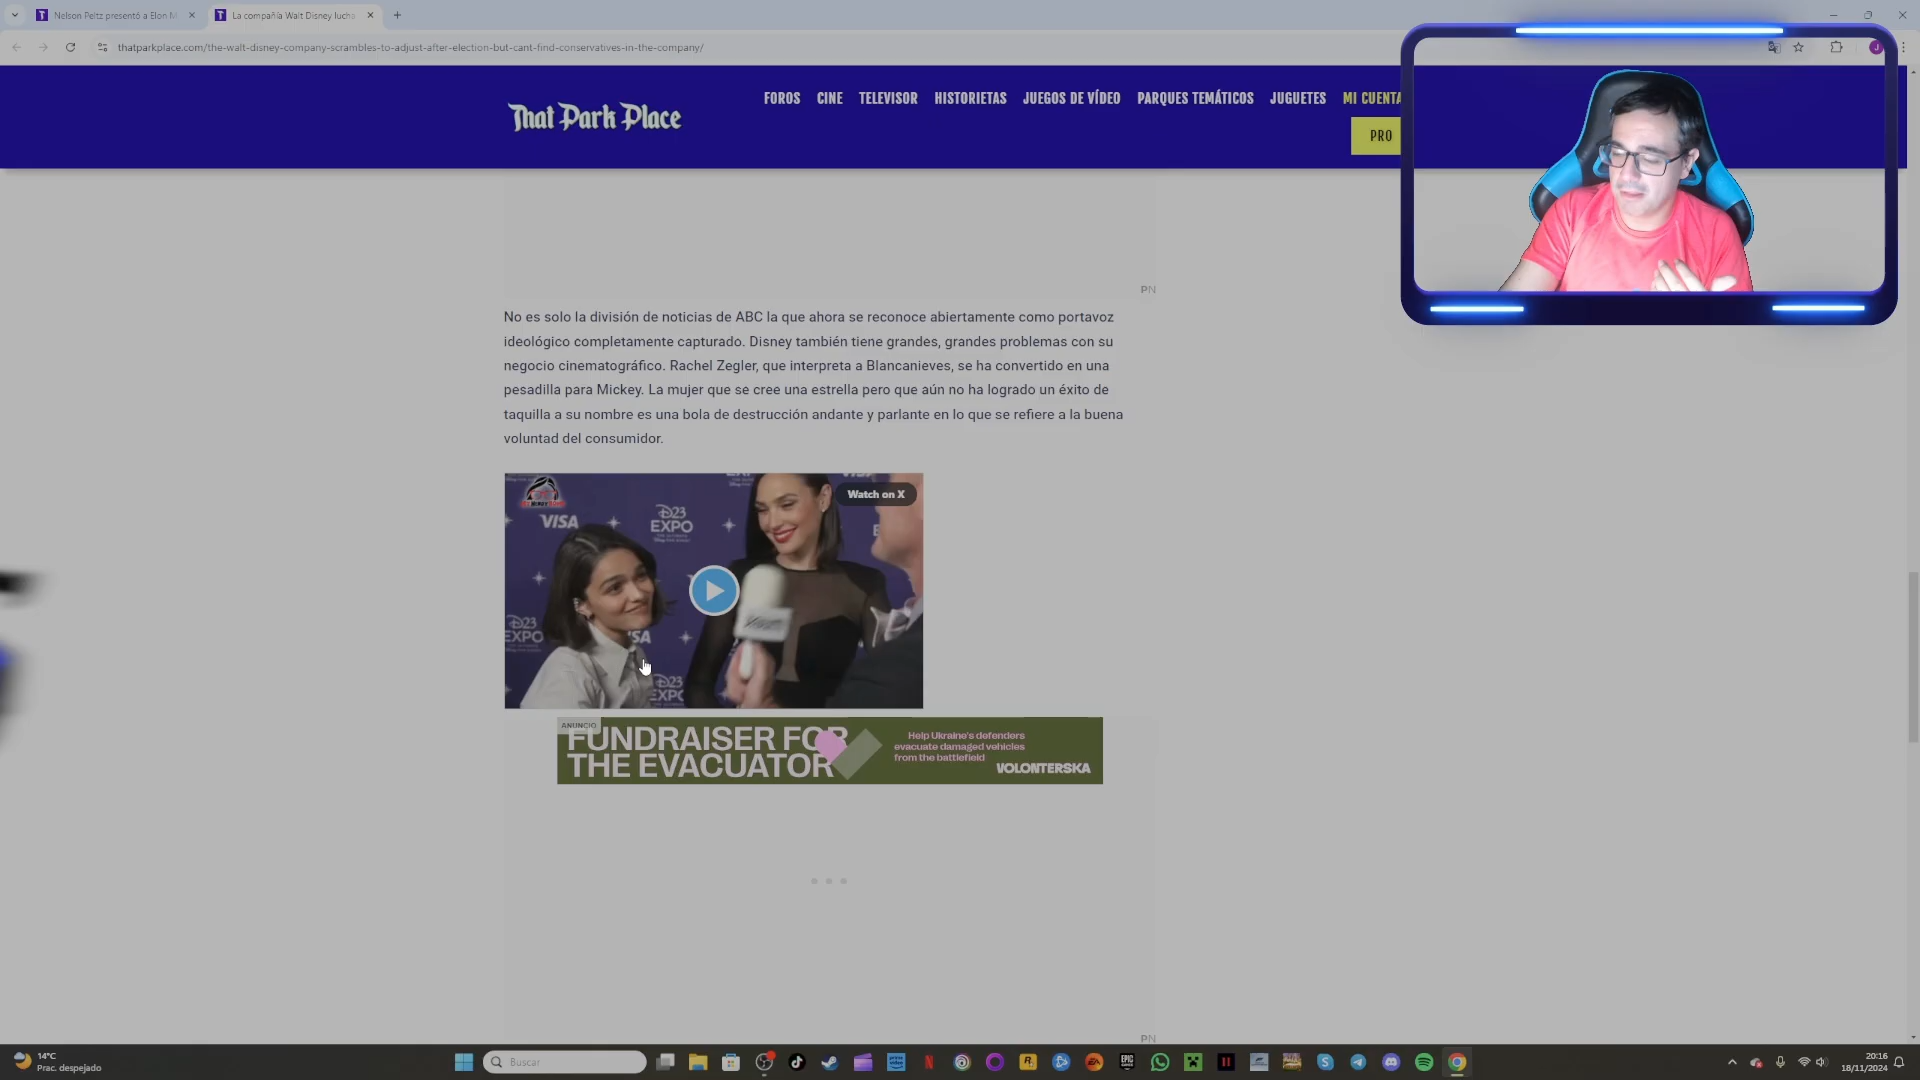 Nelson Peltz presentó a Elon M
La compañía Walt Disney lucha
thatparkplace.com/the-walt-disney-company-scrambles-to-adjust-after-election-but-cant-find-conservatives-in-the-company/
That Park Place
FOROS CINE TELEVISOR HISTORIETAS JUEGOS DE VÍDEO PARQUES TEMÁTICOS JUGUETES MI CUENTA
PRO
PN
No es solo la división de noticias de ABC la que ahora se reconoce abiertamente como portavoz
ideológico completamente capturado. Disney también tiene grandes, grandes problemas con su
negocio cinematográfico. Rachel Zegler, que interpreta a Blancanieves, se ha convertido en una
pesadilla para Mickey. La mujer que se cree una estrella pero que aún no ha logrado un éxito de
taquilla a su nombre es una bola de destrucción andante y parlante en lo que se refiere a la buena
voluntad del consumidor.
Watch on X
VISA
D23
EXPO
D23
EXPO
VISA
D23
EXPO
ANUNCIO
FUNDRAISER FOR
THE EVACUATOR
Help Ukraine's defenders
evacuate damaged vehicles
from the battlefield
VOLONTERSKA
PN
14°C
Prac. despejado
Buscar
20:16
18/11/2024